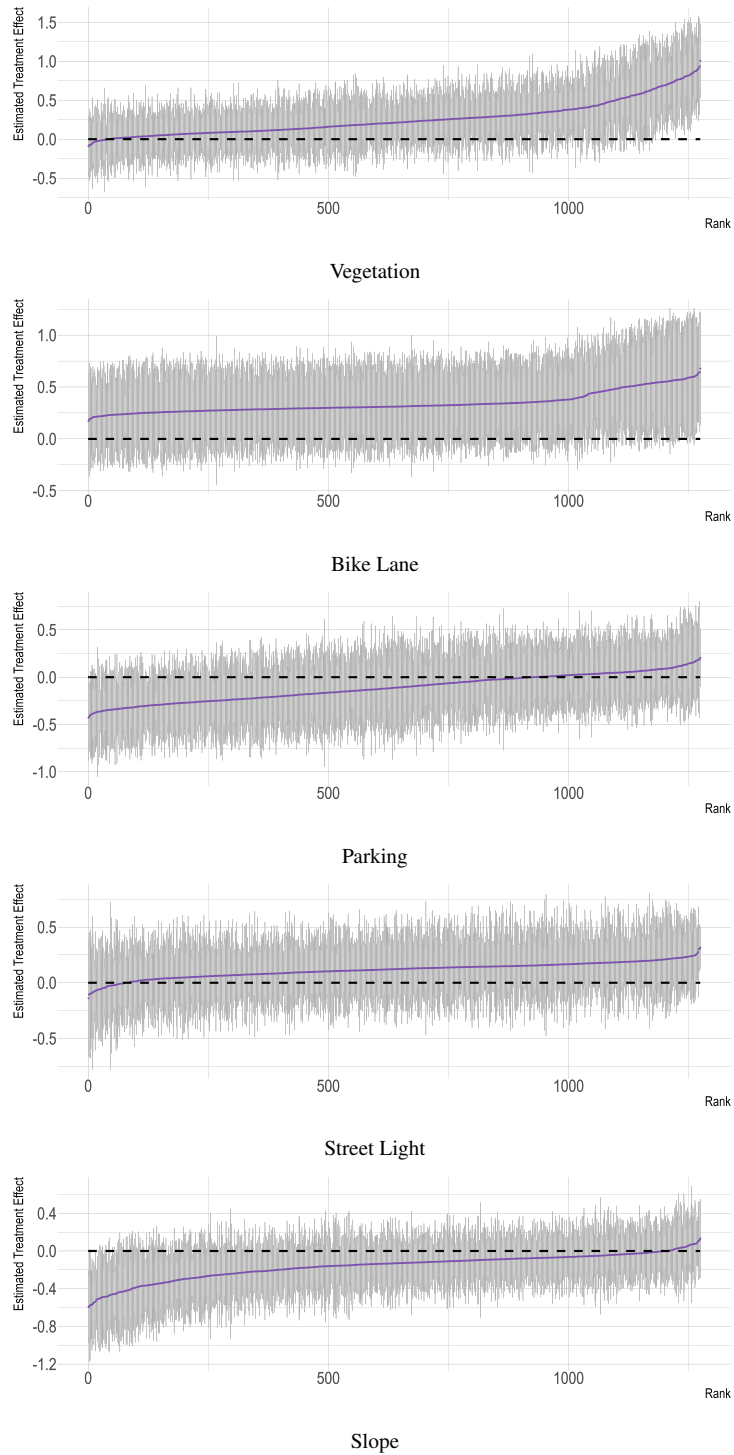 Estimated Treatment Effect
1.5
1.0
0.5
0.0
-0.5
0 500 1000
Rank
Vegetation
Estimated Treatment Effect
1.0
0.5
0.0
-0.5
0 500 1000
Rank
Bike Lane
Estimated Treatment Effect
0.5
0.0
-0.5
-1.0
0 500 1000
Rank
Parking
Estimated Treatment Effect
0.5
0.0
-0.5
0 500 1000
Rank
Street Light
Estimated Treatment Effect
0.4
0.0
-0.4
-0.8
-1.2
0 500 1000
Rank
Slope